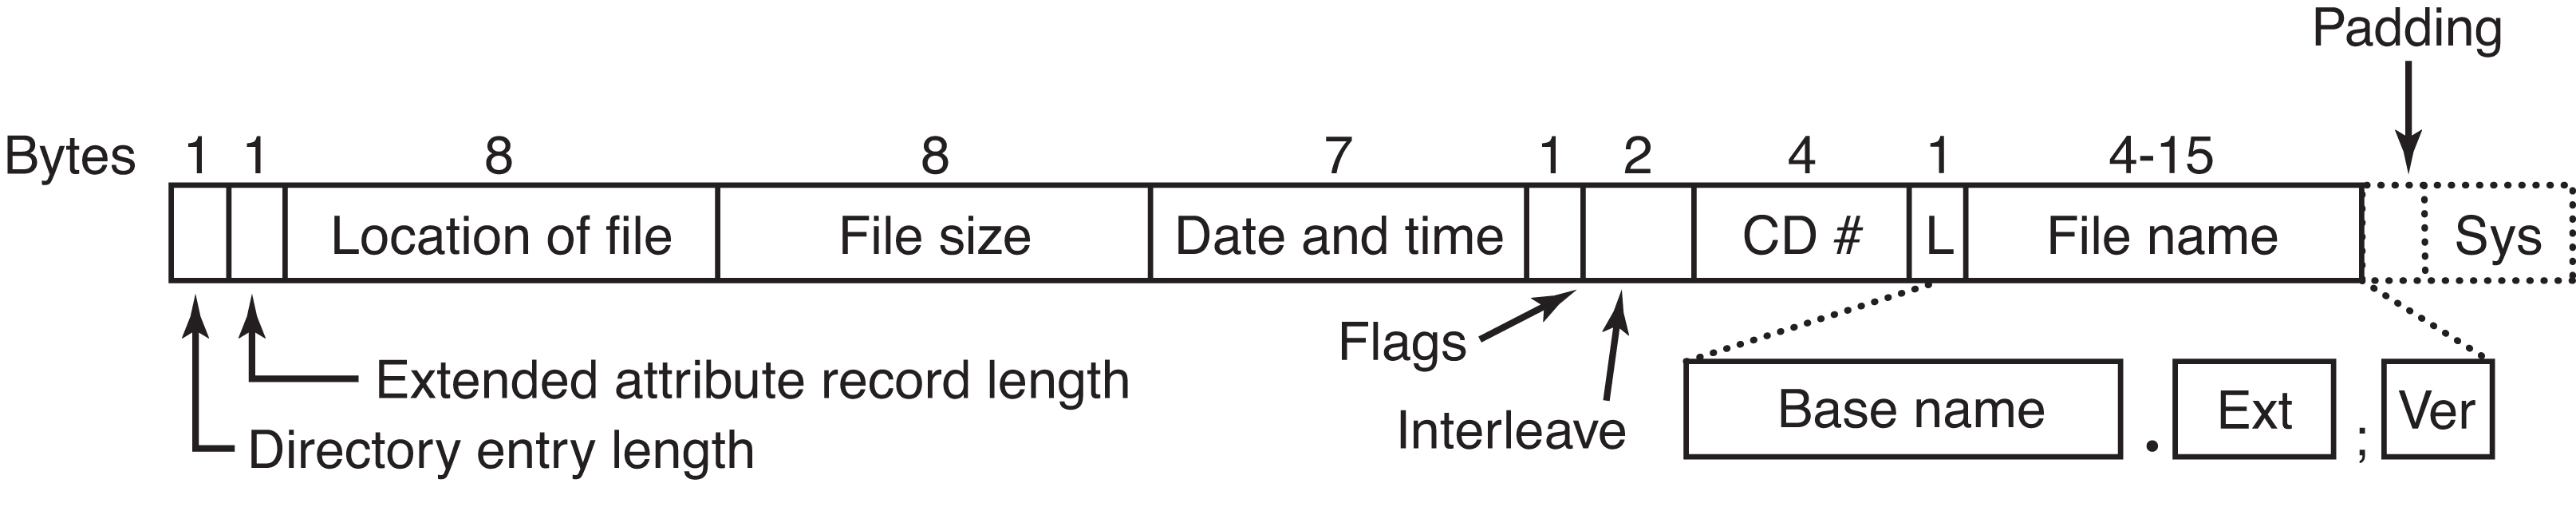 Padding
Bytes 1 1 8 8 7 1 2 4 1 4-15
Location of file File size Date and time CD # L File name Sys
Flags
Extended attribute record length
Interleave
Base name . Ext ; Ver
Directory entry length